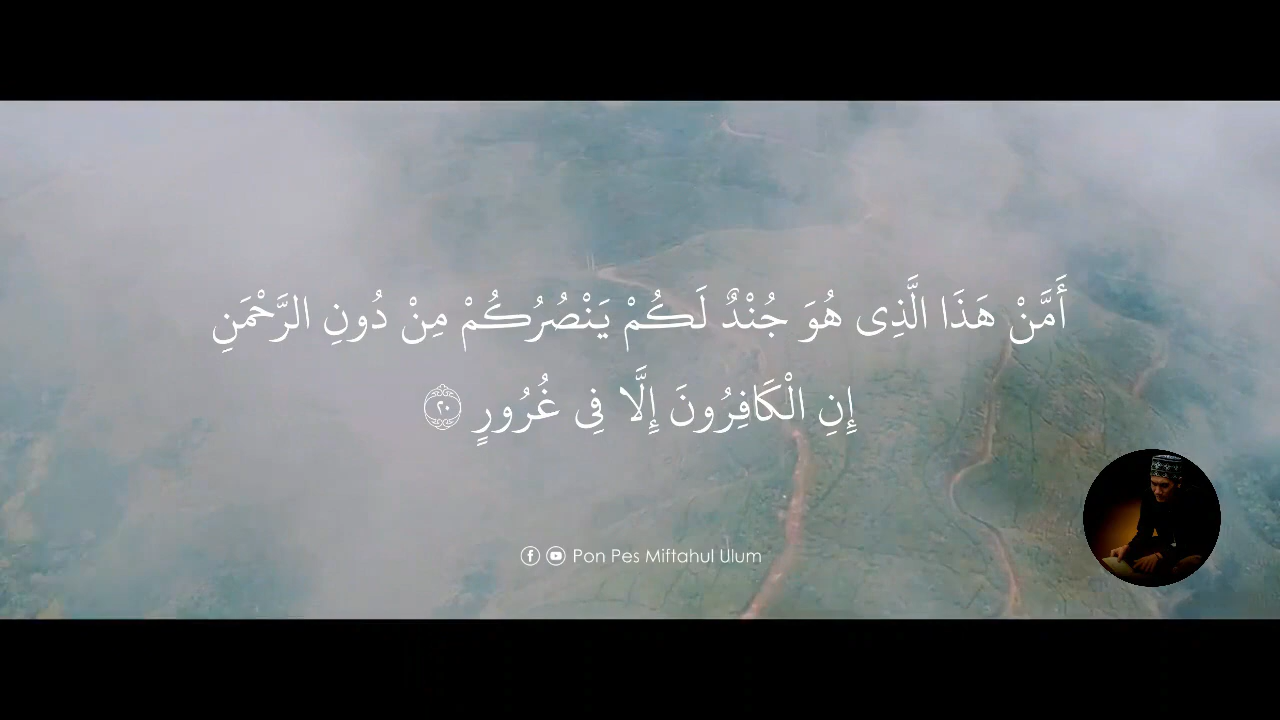 أَمَّنْ هَذَا الَّذِى هُوَ جُنْدٌ لَكُمْ يَنْصُرُكُمْ مِنْ دُونِ الرَّحْمَنِ
إِنِ الْكَافِرُونَ إِلَّا فِى غُرُورٍ ۝٢٠
Pon Pes Miftahul Ulum